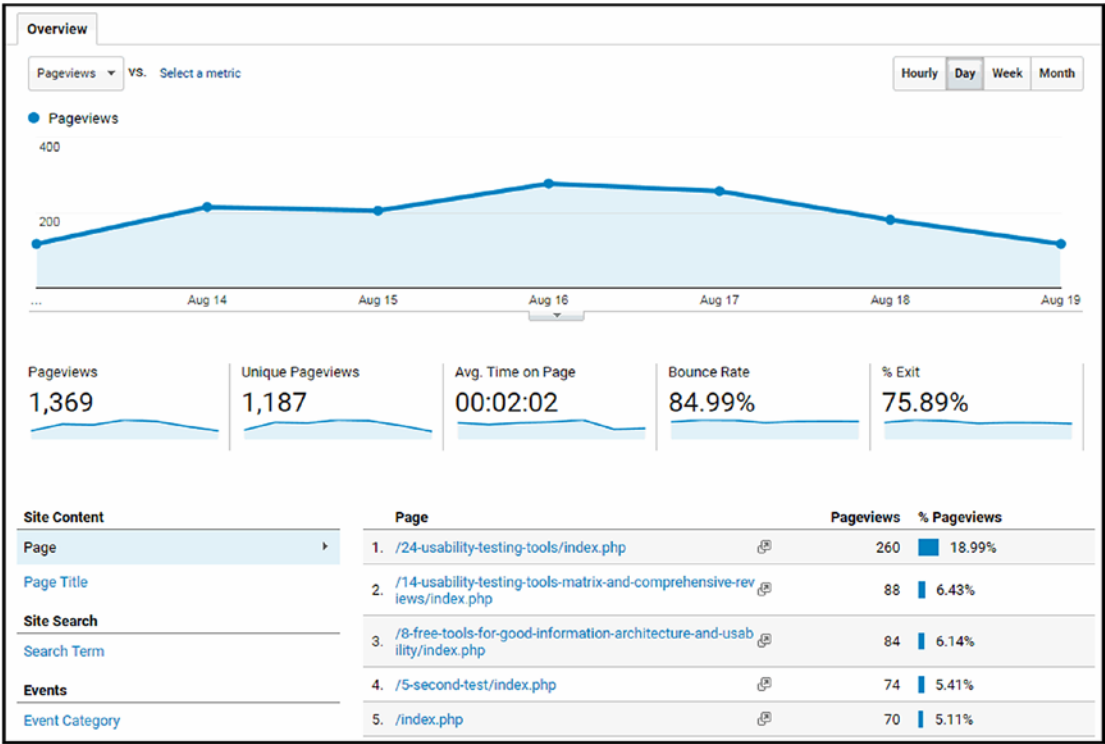 Overview
Pageviews VS. Select a metric
Hourly Day Week Month
Pageviews
400
200
... Aug 14 Aug 15 Aug 16 Aug 17 Aug 18 Aug 19
Pageviews Unique Pageviews Avg. Time on Page Bounce Rate % Exit
1,369 1,187 00:02:02 84.99% 75.89%
Site Content
Page
Page Title
Site Search
Search Term
Events
Event Category
Page Pageviews % Pageviews
1. /24-usability-testing-tools/index.php 260 18.99%
2. /14-usability-testing-tools-matrix-and-comprehensive-rev
iews/index.php 88 6.43%
3. /8-free-tools-for-good-information-architecture-and-usab
ility/index.php 84 6.14%
4. /5-second-test/index.php 74 5.41%
5. /index.php 70 5.11%